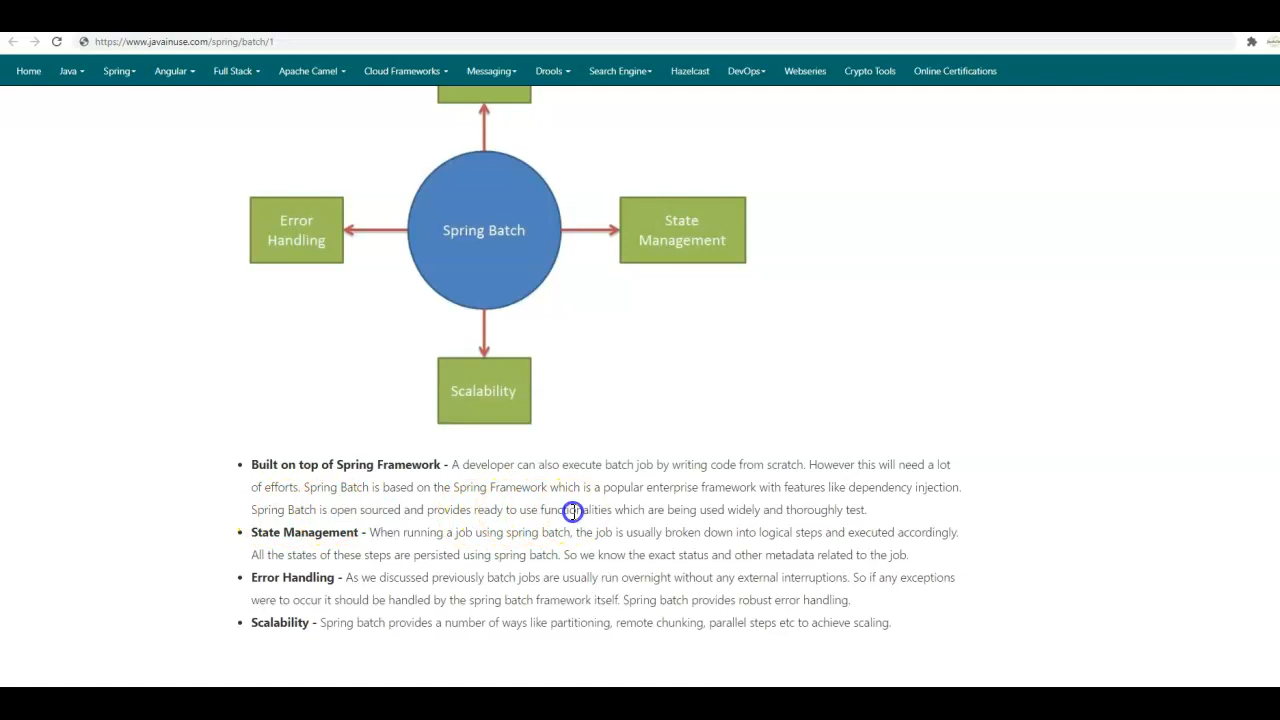 https://www.javainuse.com/spring/batch/1
Home Java Spring Angular Full Stack Apache Camel Cloud Frameworks Messaging Drools Search Engine Hazelcast DevOps Webseries Crypto Tools Online Certifications
Error
Handling
Spring Batch
State
Management
Scalability
• Built on top of Spring Framework - A developer can also execute batch job by writing code from scratch. However this will need a lot
of efforts. Spring Batch is based on the Spring Framework which is a popular enterprise framework with features like dependency injection.
Spring Batch is open sourced and provides ready to use functionalities which are being used widely and thoroughly test.
• State Management - When running a job using spring batch, the job is usually broken down into logical steps and executed accordingly.
All the states of these steps are persisted using spring batch. So we know the exact status and other metadata related to the job.
• Error Handling - As we discussed previously batch jobs are usually run overnight without any external interruptions. So if any exceptions
were to occur it should be handled by the spring batch framework itself. Spring batch provides robust error handling.
• Scalability - Spring batch provides a number of ways like partitioning, remote chunking, parallel steps etc to achieve scaling.